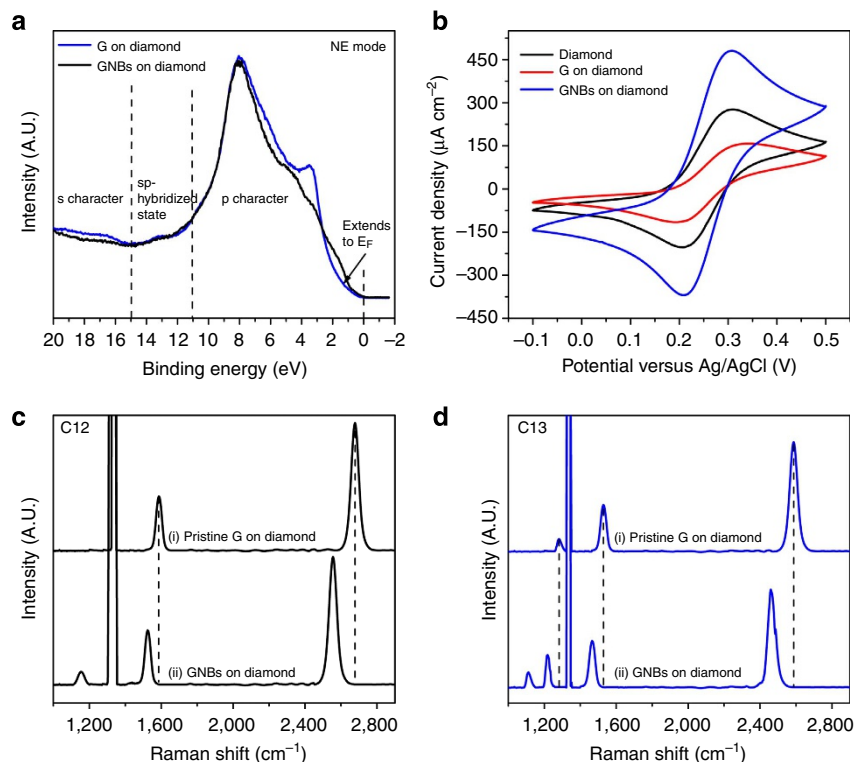 a
G on diamond
GNBs on diamond
NE mode
Intensity (A.U.)
s character
sp-
hybridized
state
p character
Extends
to E_F
20 18 16 14 12 10 8 6 4 2 0 −2
Binding energy (eV)
b
Diamond
G on diamond
GNBs on diamond
Current density (μA cm⁻²)
450
300
150
0
−150
−300
−450
−0.1 0.0 0.1 0.2 0.3 0.4 0.5
Potential versus Ag/AgCl (V)
c
C12
Intensity (A.U.)
(i) Pristine G on diamond
(ii) GNBs on diamond
1,200 1,600 2,000 2,400 2,800
Raman shift (cm⁻¹)
d
C13
Intensity (A.U.)
(i) Pristine G on diamond
(ii) GNBs on diamond
1,200 1,600 2,000 2,400 2,800
Raman shift (cm⁻¹)